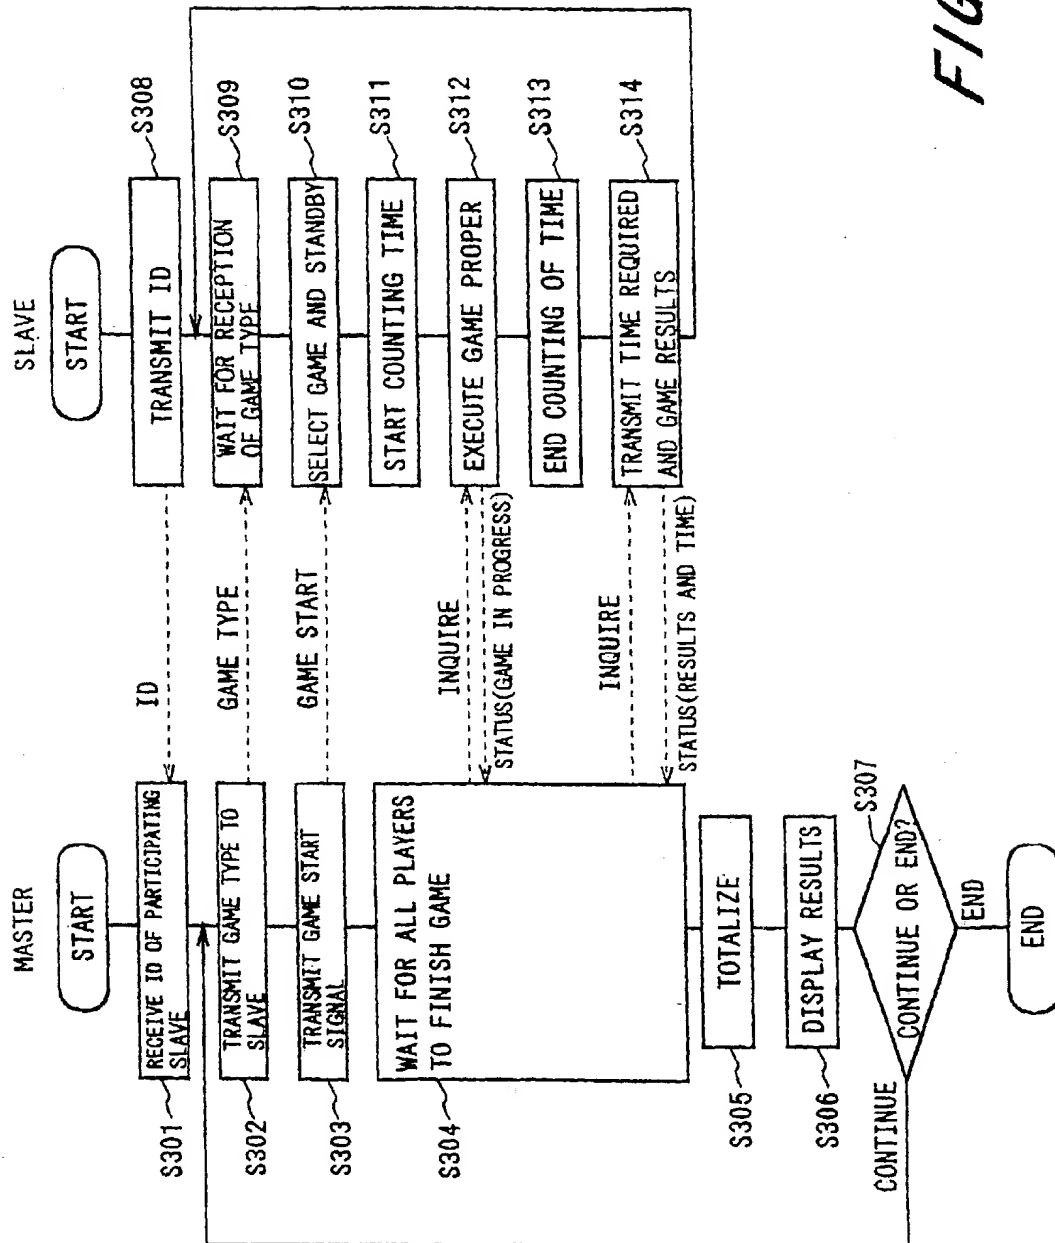 MASTER
START
RECEIVE ID OF PARTICIPATING
SLAVE
S301
TRANSMIT GAME TYPE TO
SLAVE
S302
TRANSMIT GAME START
SIGNAL
S303
WAIT FOR ALL PLAYERS
TO FINISH GAME
S304
TOTALIZE
S305
DISPLAY RESULTS
S306
CONTINUE OR END?
S307
CONTINUE
END
END
ID
GAME TYPE
GAME START
INQUIRE
STATUS(GAME IN PROGRESS)
INQUIRE
STATUS(RESULTS AND TIME)
SLAVE
START
TRANSMIT ID
S308
WAIT FOR RECEPTION
OF GAME TYPE
S309
SELECT GAME AND STANDBY
S310
START COUNTING TIME
S311
EXECUTE GAME PROPER
S312
END COUNTING OF TIME
S313
TRANSMIT TIME REQUIRED
AND GAME RESULTS
S314
FIG